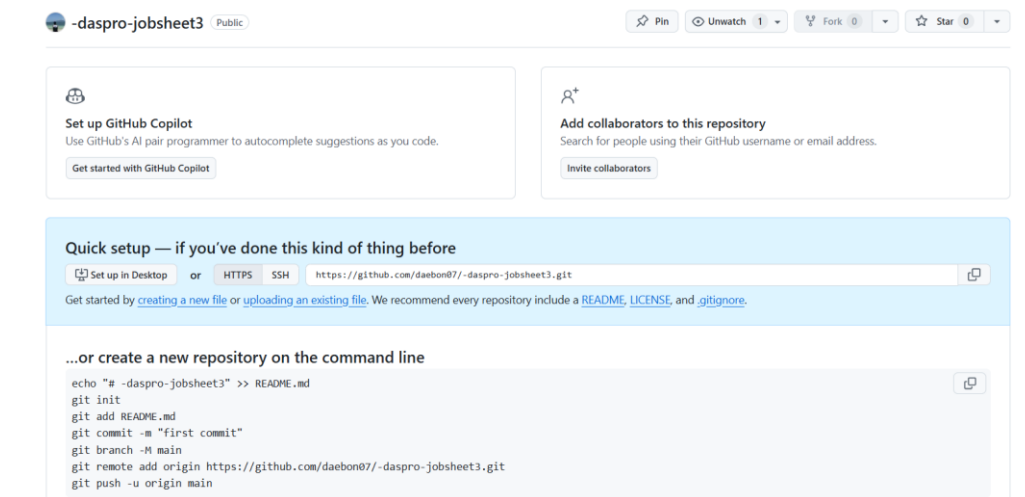 -daspro-jobsheet3 Public
Pin Unwatch 1 Fork 0 Star 0
Set up GitHub Copilot
Use GitHub's AI pair programmer to autocomplete suggestions as you code.
Get started with GitHub Copilot
Add collaborators to this repository
Search for people using their GitHub username or email address.
Invite collaborators
Quick setup — if you've done this kind of thing before
Set up in Desktop or HTTPS SSH https://github.com/daebon07/-daspro-jobsheet3.git
Get started by creating a new file or uploading an existing file. We recommend every repository include a README, LICENSE, and .gitignore.
...or create a new repository on the command line
echo "# -daspro-jobsheet3" >> README.md
git init
git add README.md
git commit -m "first commit"
git branch -M main
git remote add origin https://github.com/daebon07/-daspro-jobsheet3.git
git push -u origin main